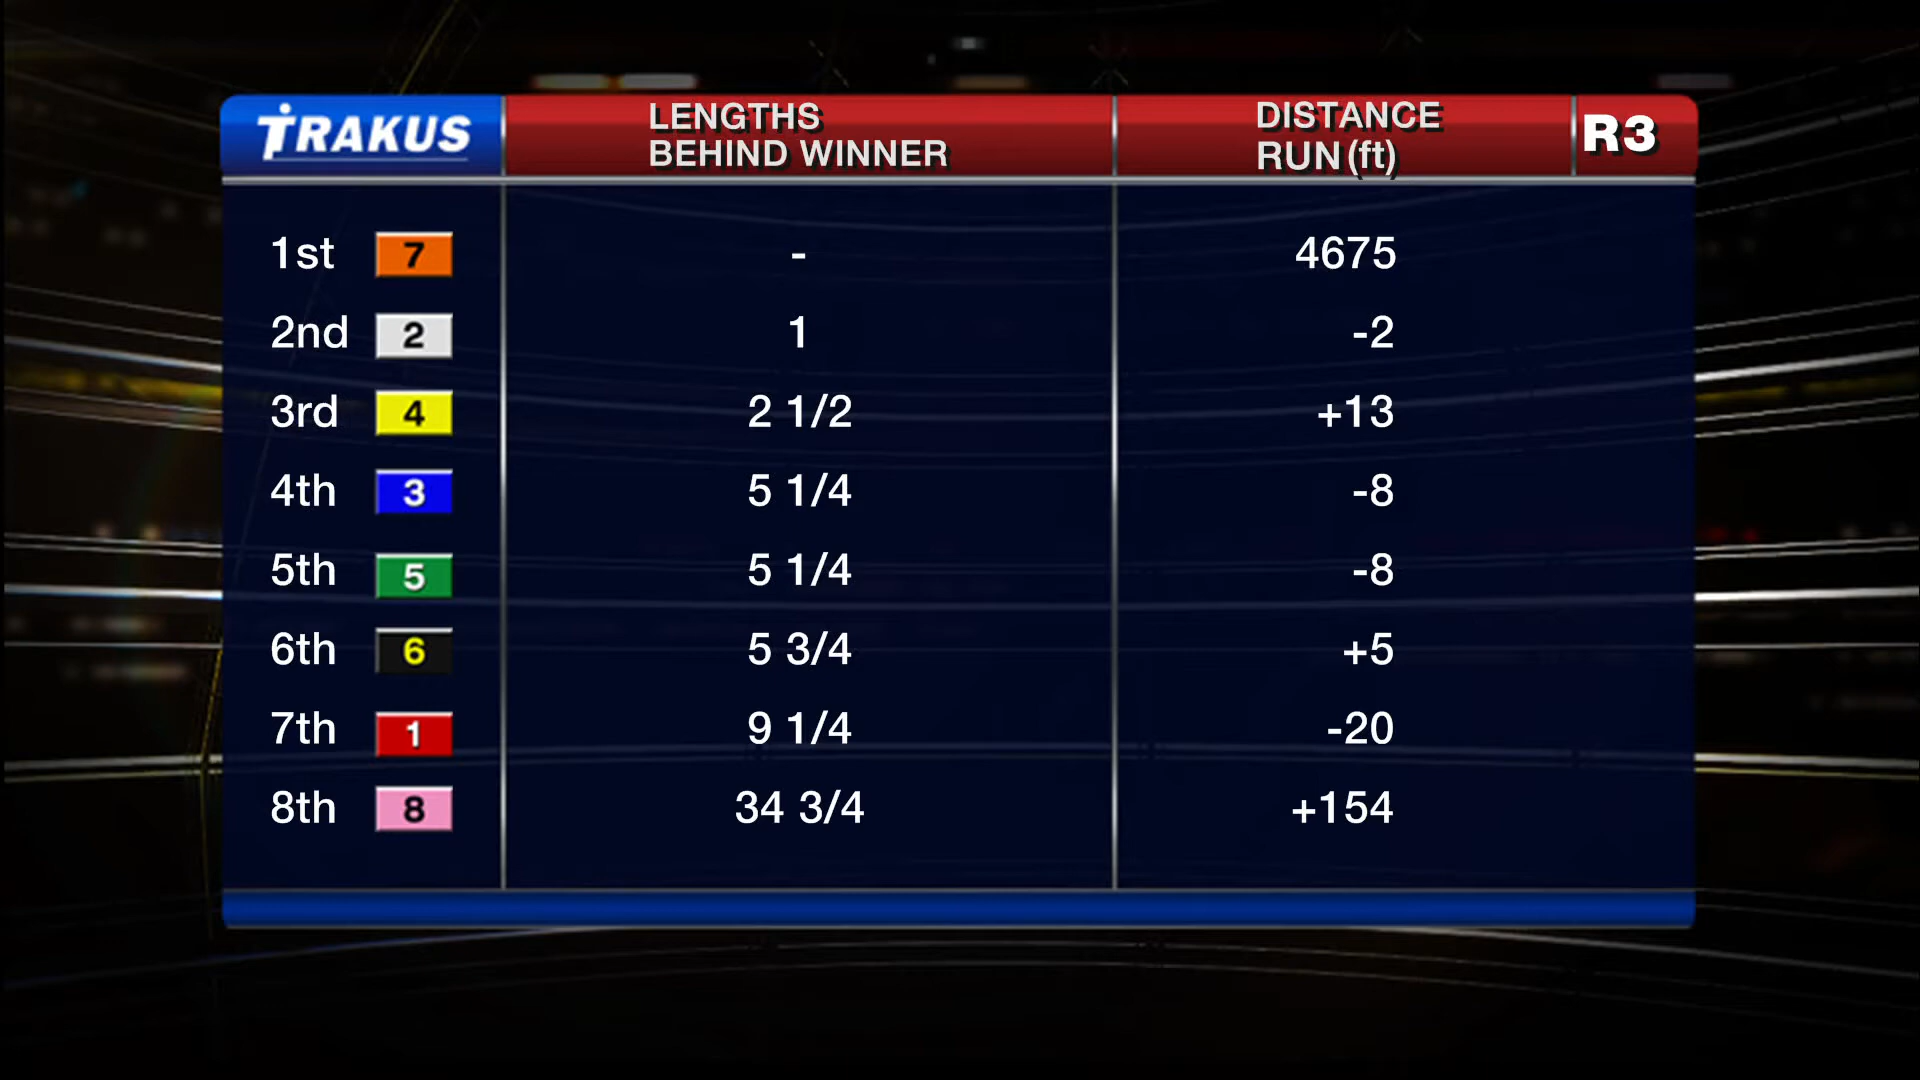 TRAKUS
LENGTHS
BEHIND WINNER
DISTANCE
RUN (ft)
R3
1st 7 - 4675
2nd 2 1 -2
3rd 4 2 1/2 +13
4th 3 5 1/4 -8
5th 5 5 1/4 -8
6th 6 5 3/4 +5
7th 1 9 1/4 -20
8th 8 34 3/4 +154